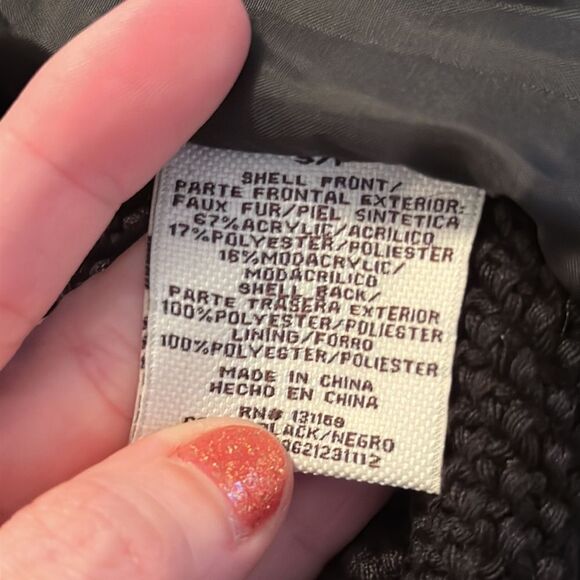 S/P
SHELL FRONT/
PARTE FRONTAL EXTERIOR:
FAUX FUR/PIEL SINTETICA
67%ACRYLIC/ACRILICO
17%POLYESTER/POLIESTER
16%MODACRYLIC/
MODACRILICO
SHELL BACK/
PARTE TRASERA EXTERIOR
100%POLYESTER/POLIESTER
LINING/FORRO
100%POLYESTER/POLIESTER
MADE IN CHINA
HECHO EN CHINA
RN# 131159
BLACK/NEGRO
9621231112